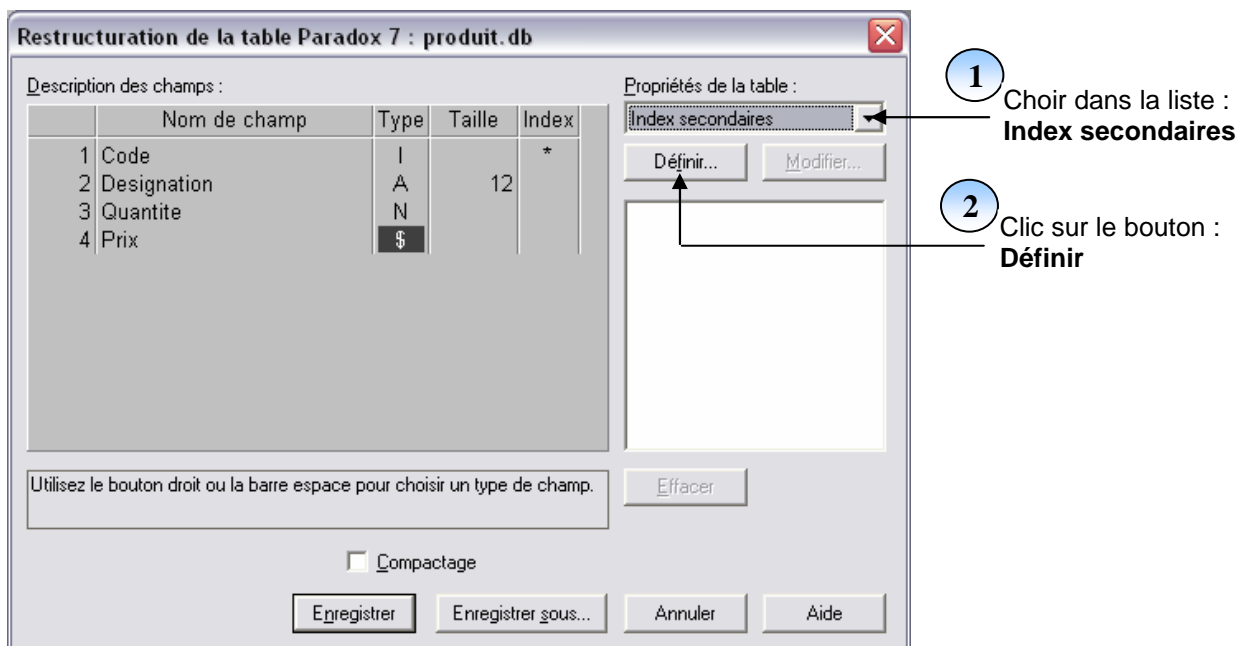 Restructuration de la table Paradox 7 : produit.db
Description des champs :
Nom de champ Type Taille Index
1 Code I *
2 Designation A 12
3 Quantite N
4 Prix $
Utilisez le bouton droit ou la barre espace pour choisir un type de champ.
Compactage
Propriétés de la table :
Index secondaires
Définir... Modifier...
Effacer
Enregistrer Enregistrer sous... Annuler Aide
1
Choir dans la liste :
Index secondaires
2
Clic sur le bouton :
Définir